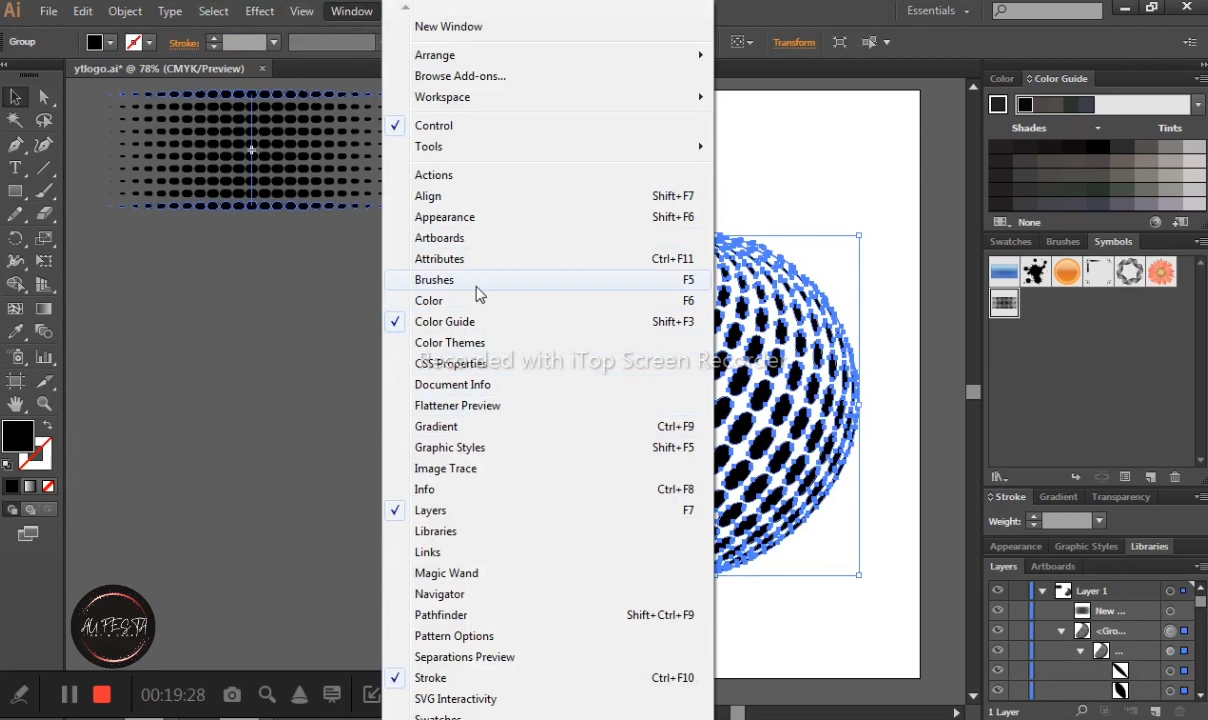 Ai File Edit Object Type Select Effect View Window Essentials
Group Stroke: Transform
ytlogo.ai* @ 78% (CMYK/Preview) ×
New Window
Arrange
Browse Add-ons...
Workspace
Control
Tools
Actions
Align Shift+F7
Appearance Shift+F6
Artboards
Attributes Ctrl+F11
Brushes F5
Color F6
Color Guide Shift+F3
Color Themes
CSS Properties
Document Info
Flattener Preview
Gradient Ctrl+F9
Graphic Styles Shift+F5
Image Trace
Info Ctrl+F8
Layers F7
Libraries
Links
Magic Wand
Navigator
Pathfinder Shift+Ctrl+F9
Pattern Options
Separations Preview
Stroke Ctrl+F10
SVG Interactivity
Swatches
Recorded with iTop Screen Recorder
Color Color Guide
Shades Tints
None
Swatches Brushes Symbols
Stroke Gradient Transparency
Weight:
Appearance Graphic Styles Libraries
Layers Artboards
Layer 1
New ...
<Gro...
...
1 Layer
AU FESTA
00:19:28